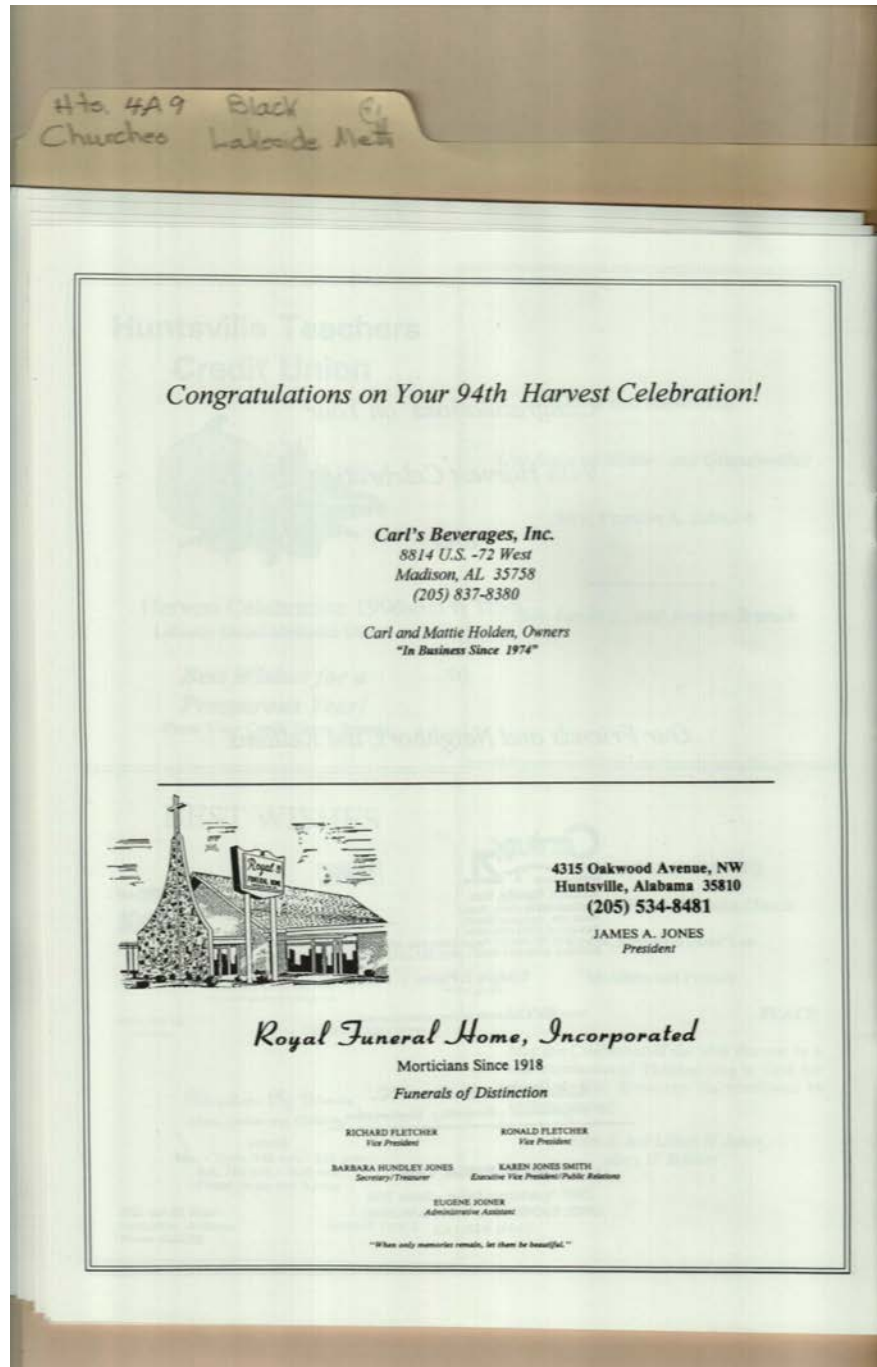 Hto. 4A9 Black
Churches Lakeside Meth
Congratulations on Your 94th Harvest Celebration!
Carl's Beverages, Inc.
8814 U.S. -72 West
Madison, AL 35758
(205) 837-8380
Carl and Mattie Holden, Owners
"In Business Since 1974"
Royal
FUNERAL HOME
4315 Oakwood Avenue, NW
Huntsville, Alabama 35810
(205) 534-8481
JAMES A. JONES
President
Royal Funeral Home, Incorporated
Morticians Since 1918
Funerals of Distinction
RICHARD FLETCHER RONALD FLETCHER
Vice President Vice President
BARBARA HUNDLEY JONES KAREN JONES SMITH
Secretary/Treasurer Executive Vice President/Public Relations
EUGENE JOINER
Administrative Assistant
"When only memories remain, let them be beautiful."